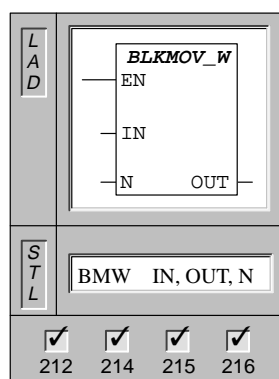 L
A
D
BLKMOV_W
EN
IN
N OUT
S
T
L
BMW IN, OUT, N
212 214 215 216